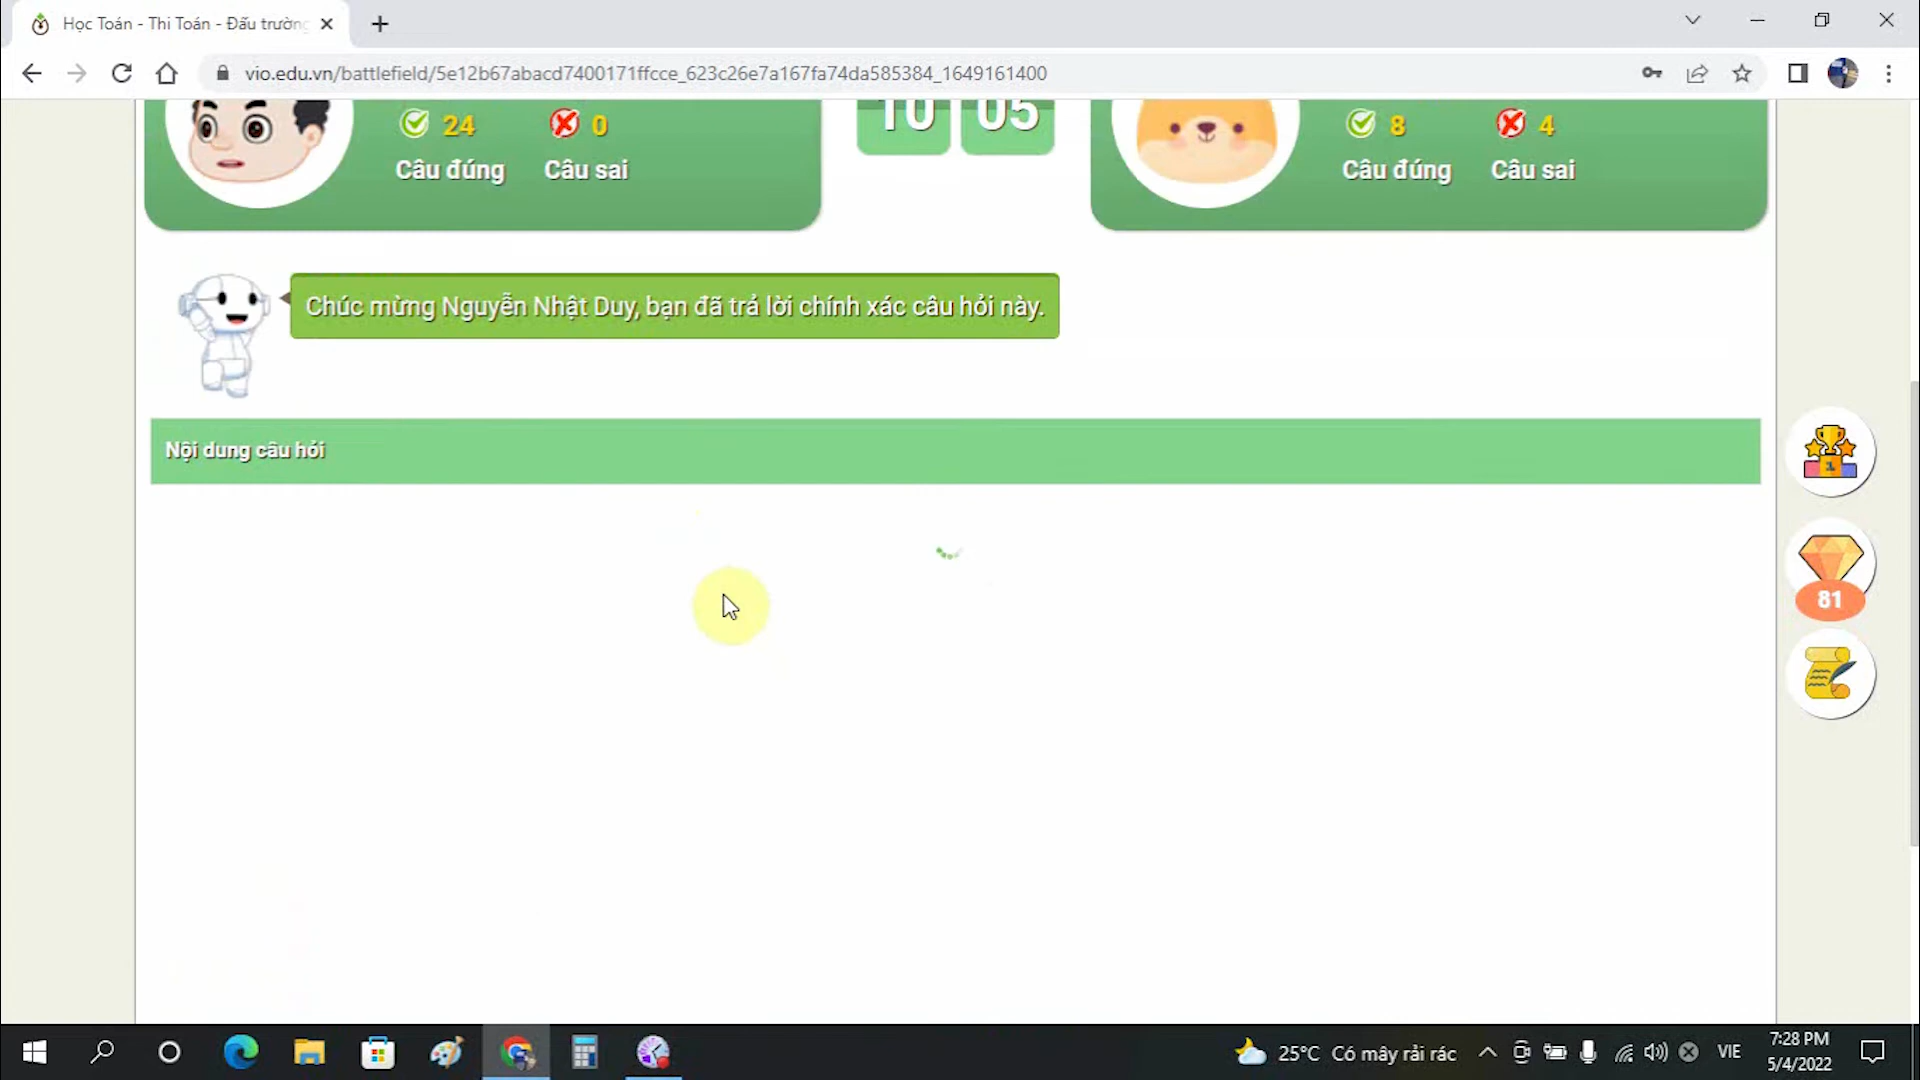 Học Toán - Thi Toán - Đấu trường
vio.edu.vn/battlefield/5e12b67abacd7400171ffcce_623c26e7a167fa74da585384_1649161400
24 0
Câu đúng Câu sai
10 05
8 4
Câu đúng Câu sai
Chúc mừng Nguyễn Nhật Duy, bạn đã trả lời chính xác câu hỏi này.
Nội dung câu hỏi
1
81
25°C Có mây rải rác
VIE
7:28 PM
5/4/2022